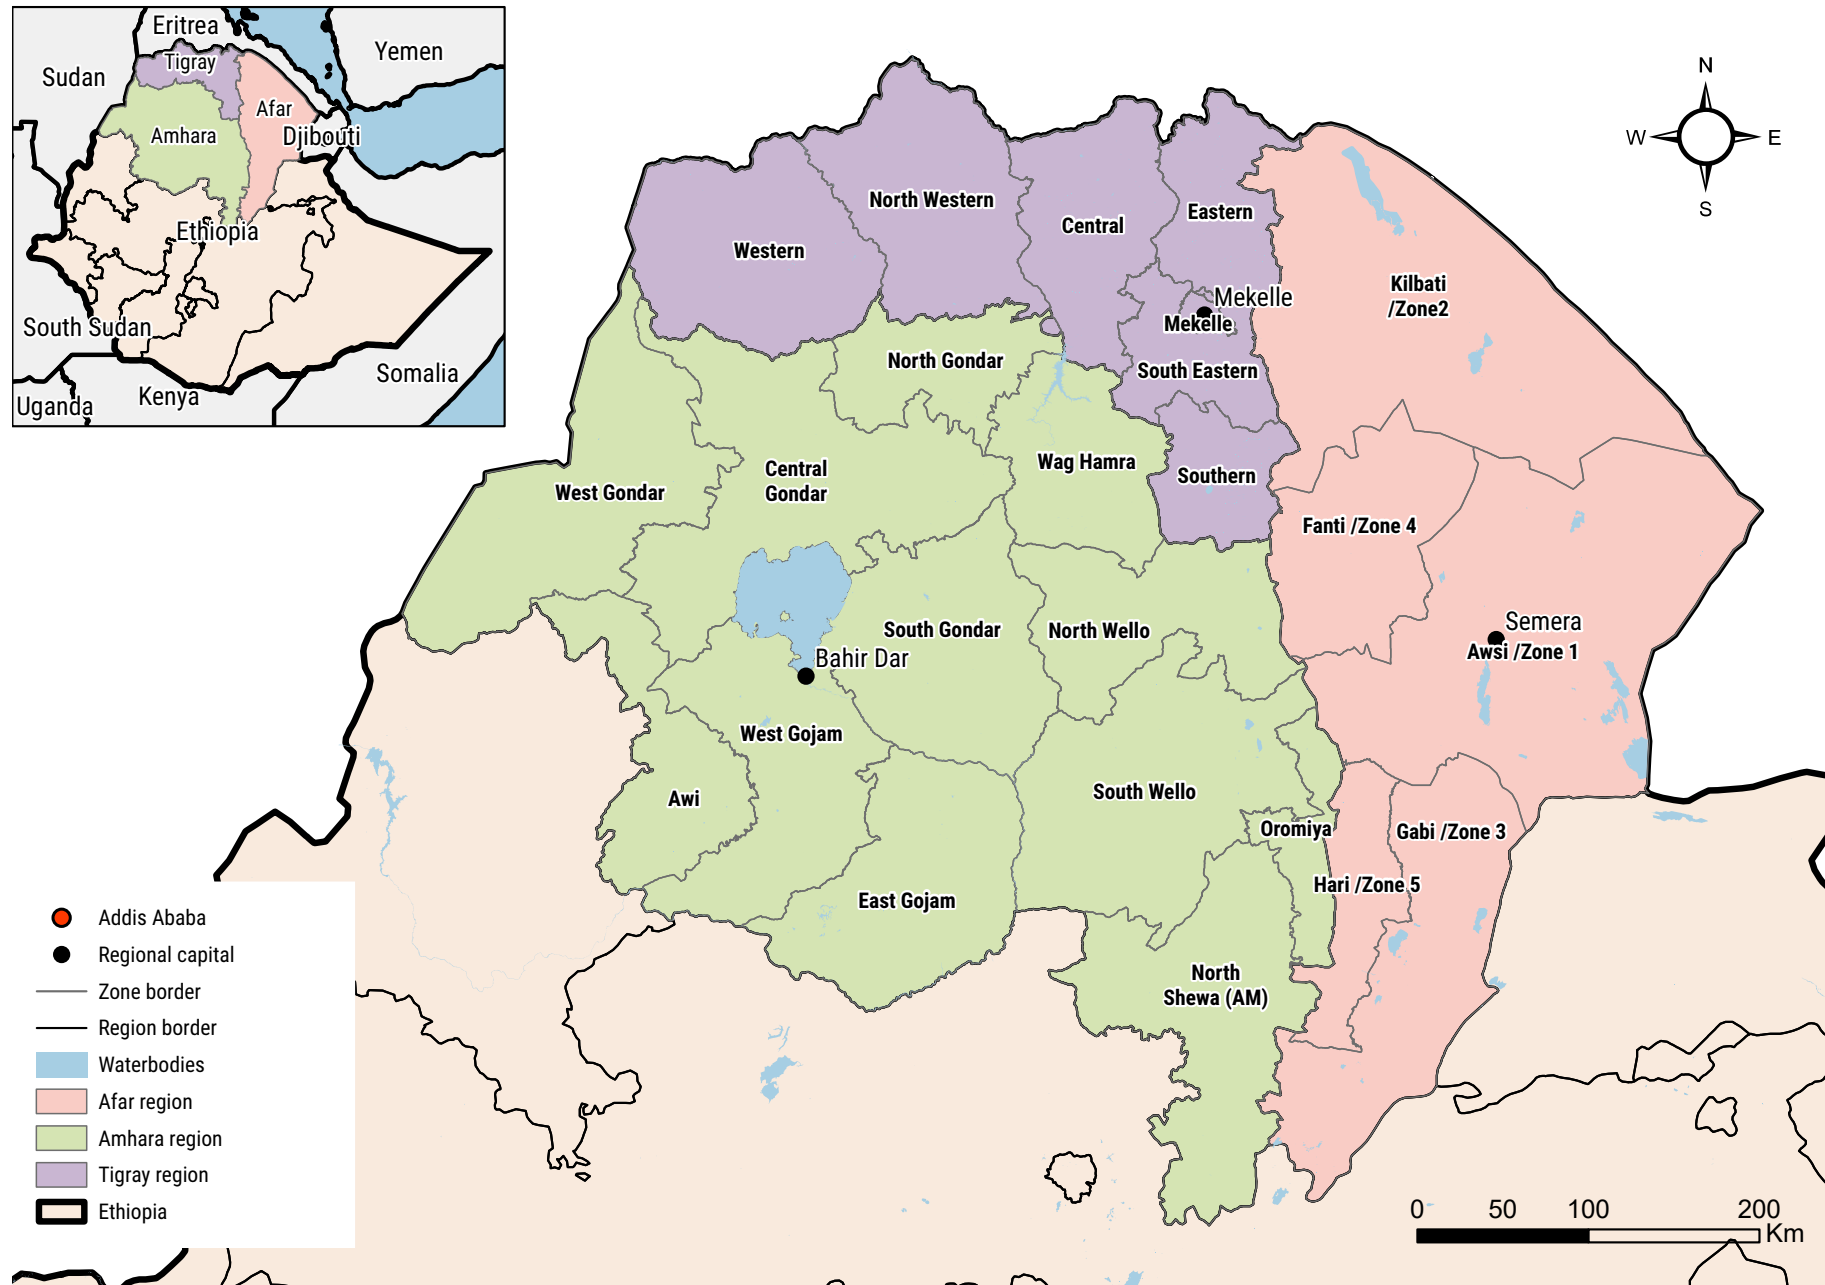 Eritrea
Yemen
Sudan
Tigray
Afar
Amhara
Djibouti
Ethiopia
South Sudan
Somalia
Kenya
Uganda
N
W
E
S
North Western
Eastern
Central
Western
Kilbati
/Zone2
Mekelle
Mekelle
North Gondar
South Eastern
Wag Hamra
Central
Gondar
Southern
West Gondar
Fanti /Zone 4
Semera
South Gondar
North Wello
Awsi /Zone 1
Bahir Dar
West Gojam
South Wello
Awi
Oromiya
Gabi /Zone 3
Hari /Zone 5
East Gojam
North
Shewa (AM)
Addis Ababa
Regional capital
Zone border
Region border
Waterbodies
Afar region
Amhara region
Tigray region
Ethiopia
0 50 100 200
Km